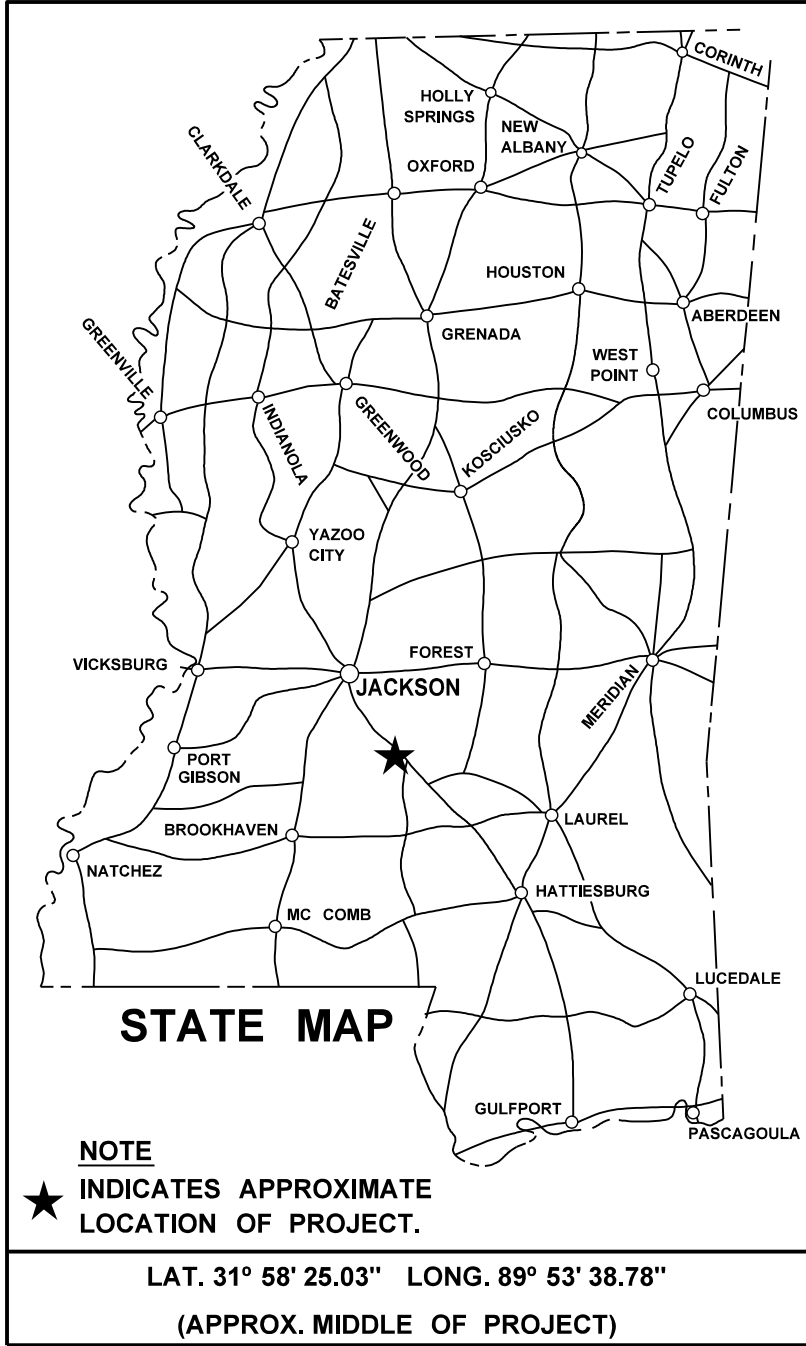 CORINTH
HOLLY
SPRINGS
NEW
ALBANY
CLARKDALE
OXFORD
TUPELO
FULTON
BATESVILLE
HOUSTON
ABERDEEN
GRENADA
GREENVILLE
WEST
POINT
COLUMBUS
INDIANOLA
GREENWOOD
KOSCIUSKO
YAZOO
CITY
VICKSBURG
FOREST
JACKSON
MERIDIAN
PORT
GIBSON
BROOKHAVEN
LAUREL
NATCHEZ
HATTIESBURG
MC COMB
LUCEDALE
STATE MAP
GULFPORT
PASCAGOULA
NOTE
INDICATES APPROXIMATE
LOCATION OF PROJECT.
LAT. 31º 58' 25.03" LONG. 89º 53' 38.78"
(APPROX. MIDDLE OF PROJECT)